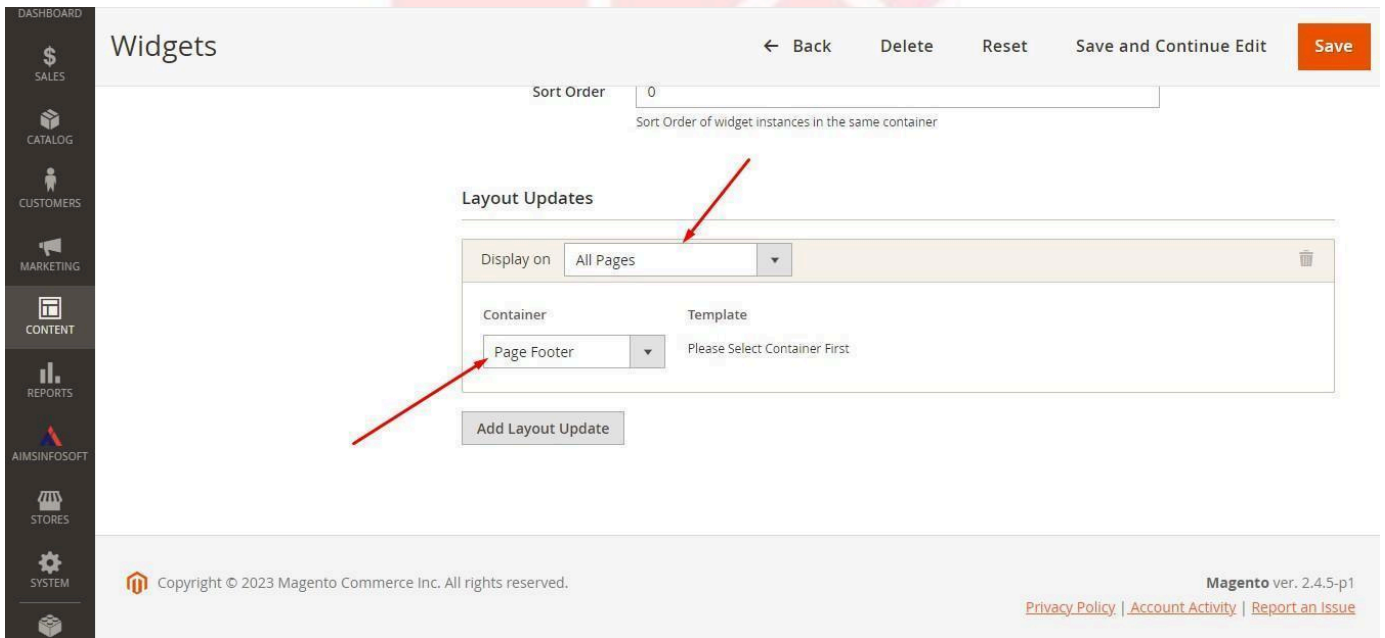 DASHBOARD
SALES
CATALOG
CUSTOMERS
MARKETING
CONTENT
REPORTS
AIMSINFOSOFT
STORES
SYSTEM
Widgets
← Back Delete Reset Save and Continue Edit Save
Sort Order 0
Sort Order of widget instances in the same container
Layout Updates
Display on All Pages
Container Template
Page Footer Please Select Container First
Add Layout Update
Copyright © 2023 Magento Commerce Inc. All rights reserved. Magento ver. 2.4.5-p1
Privacy Policy | Account Activity | Report an Issue